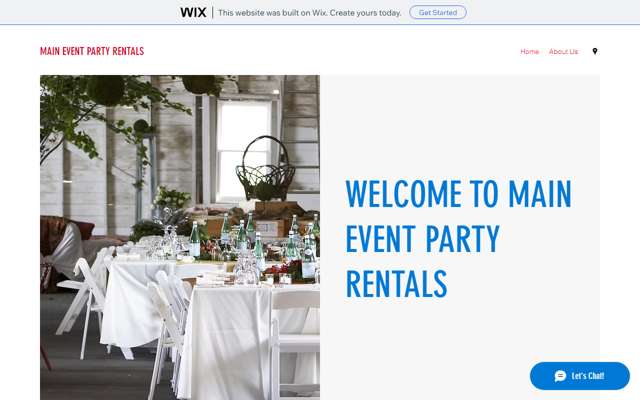 WIX This website was built on Wix. Create yours today. Get Started
MAIN EVENT PARTY RENTALS
Home About Us
WELCOME TO MAIN
EVENT PARTY
RENTALS
Let's Chat!